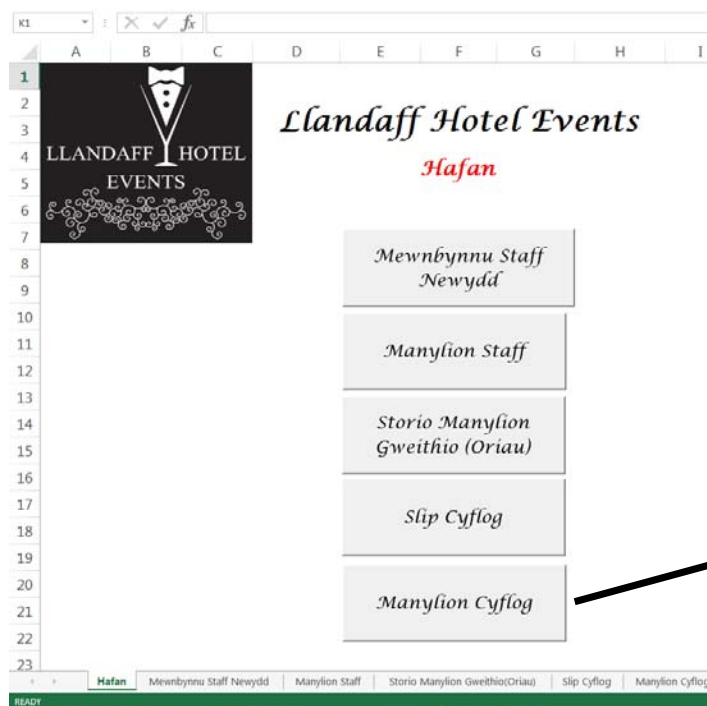 K1
fx
A B C D E F G H I
1
2
3
4
5
6
7
8
9
10
11
12
13
14
15
16
17
18
19
20
21
22
23
LLANDAFF HOTEL
EVENTS
Llandaff Hotel Events
Hafan
Mewnbynnu Staff
Newydd
Manylion Staff
Storio Manylion
Gweithio (Oriau)
Slip Cyflog
Manylion Cyflog
Hafan Mewnbynnu Staff Newydd Manylion Staff Storio Manylion Gweithio(Oriau) Slip Cyflog Manylion Cyflog
READY